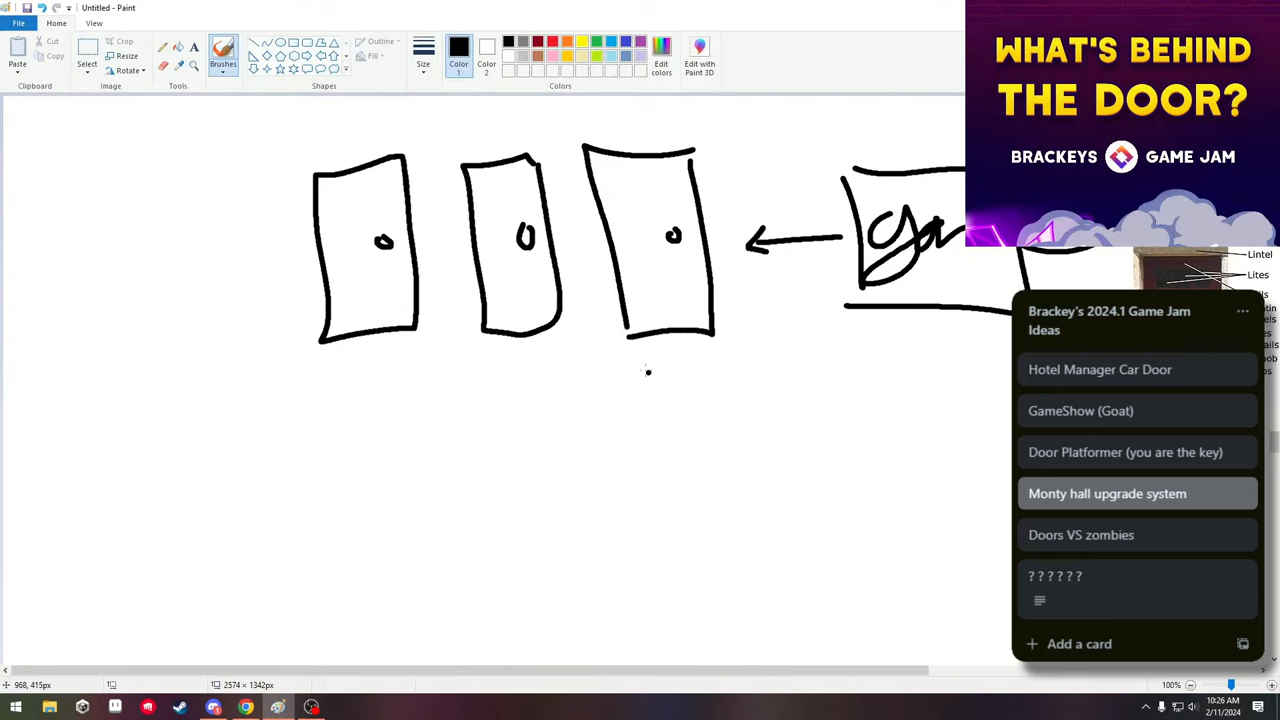 Untitled - Paint
File
Home
View
Paste
Cut
Copy
Clipboard
Select
Crop
Resize
Rotate
Image
Tools
Brushes
Shapes
Outline
Fill
Size
Color 1
Color 2
Edit colors
Edit with Paint 3D
Colors
WHAT'S BEHIND
THE DOOR?
BRACKEYS GAME JAM
Lintel
Lites
Brackey's 2024.1 Game Jam
Ideas
Hotel Manager Car Door
GameShow (Goat)
Door Platformer (you are the key)
Monty hall upgrade system
Doors VS zombies
? ? ? ? ? ?
+ Add a card
968, 415px
2574 × 1342px
100%
10:26 AM
2/11/2024